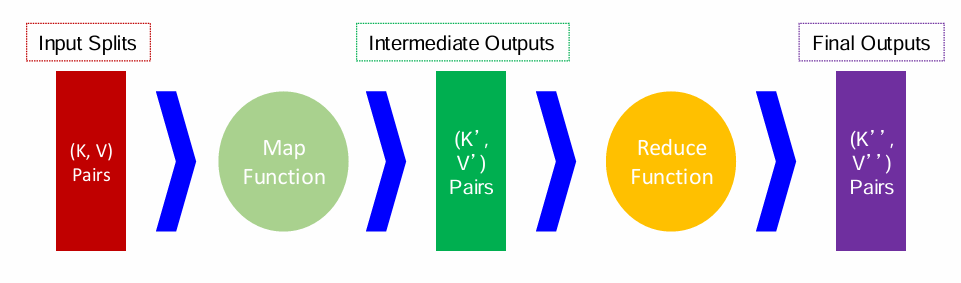 Input Splits
Intermediate Outputs
Final Outputs
(K, V)
Pairs
Map
Function
(K’,
V’)
Pairs
Reduce
Function
(K’’,
V’’)
Pairs